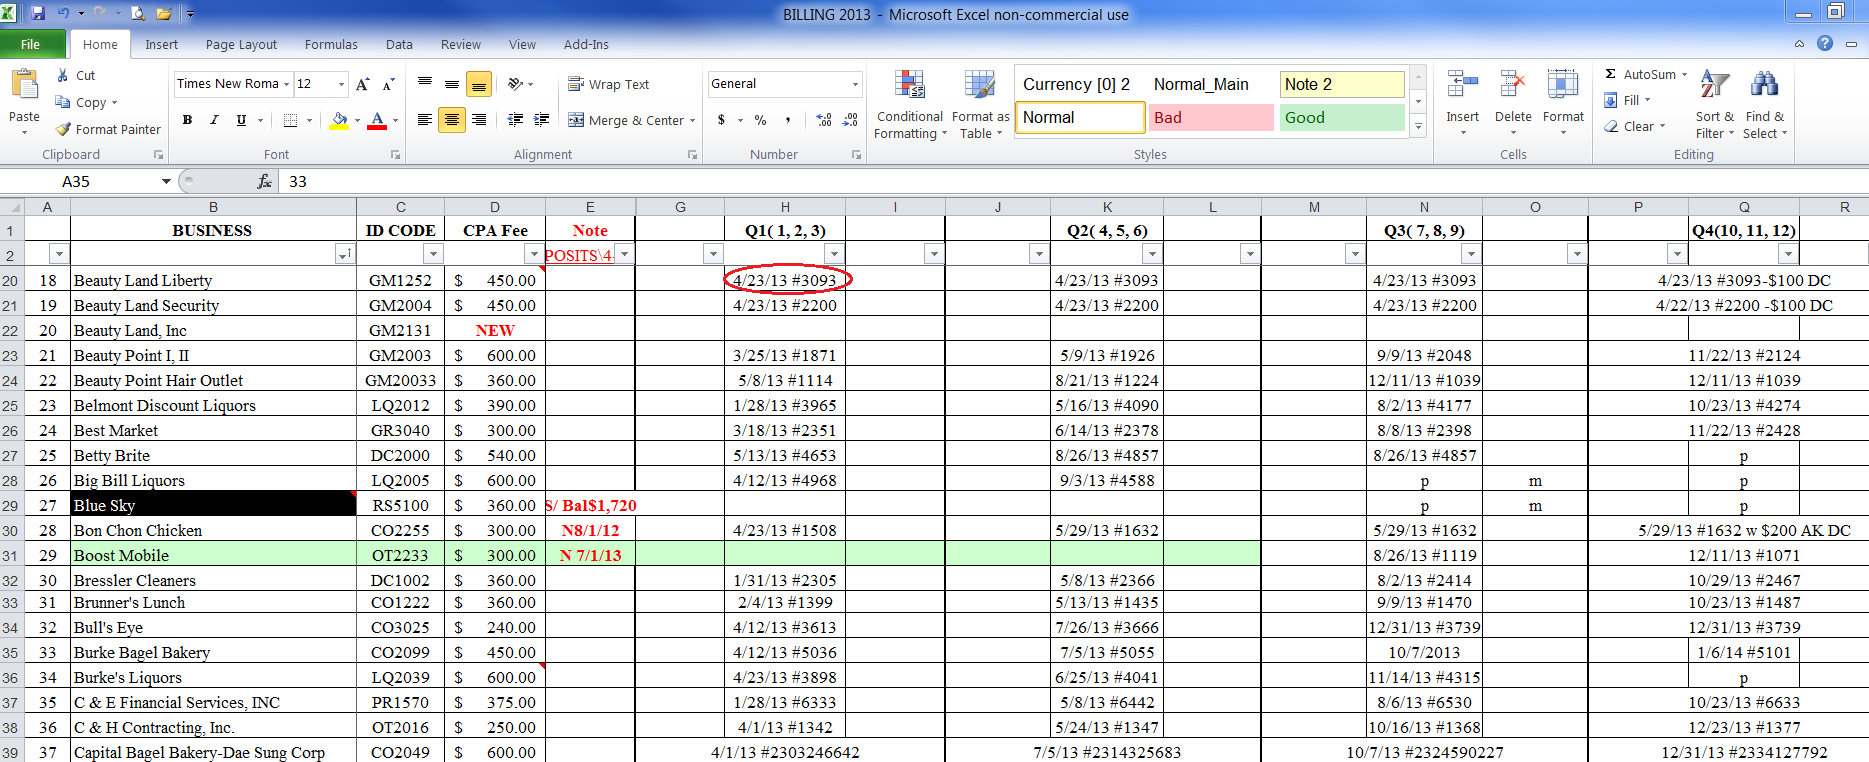 BILLING 2013 - Microsoft Excel non-commercial use
File Home Insert Page Layout Formulas Data Review View Add-Ins
Paste Cut Copy Format Painter Clipboard
Times New Roma 12 B I U Font
Wrap Text Merge & Center Alignment
General $ % , Number
Conditional Formatting Format as Table
Currency [0] 2 Normal_Main Note 2
Normal Bad Good
Styles
Insert Delete Format Cells
AutoSum Fill Clear Sort & Filter Find & Select Editing
A35 fx 33
A B C D E G H I J K L M N O P Q R
1 BUSINESS ID CODE CPA Fee Note Q1( 1, 2, 3) Q2( 4, 5, 6) Q3( 7, 8, 9) Q4(10, 11, 12)
2 POSITS\4
20 18 Beauty Land Liberty GM1252 $ 450.00 4/23/13 #3093 4/23/13 #3093 4/23/13 #3093 4/23/13 #3093-$100 DC
21 19 Beauty Land Security GM2004 $ 450.00 4/23/13 #2200 4/23/13 #2200 4/23/13 #2200 4/22/13 #2200 -$100 DC
22 20 Beauty Land, Inc GM2131 NEW
23 21 Beauty Point I, II GM2003 $ 600.00 3/25/13 #1871 5/9/13 #1926 9/9/13 #2048 11/22/13 #2124
24 22 Beauty Point Hair Outlet GM20033 $ 360.00 5/8/13 #1114 8/21/13 #1224 12/11/13 #1039 12/11/13 #1039
25 23 Belmont Discount Liquors LQ2012 $ 390.00 1/28/13 #3965 5/16/13 #4090 8/2/13 #4177 10/23/13 #4274
26 24 Best Market GR3040 $ 300.00 3/18/13 #2351 6/14/13 #2378 8/8/13 #2398 11/22/13 #2428
27 25 Betty Brite DC2000 $ 540.00 5/13/13 #4653 8/26/13 #4857 8/26/13 #4857 p
28 26 Big Bill Liquors LQ2005 $ 600.00 4/12/13 #4968 9/3/13 #4588 p m p
29 27 Blue Sky RS5100 $ 360.00 S/ Bal$1,720 p m p
30 28 Bon Chon Chicken CO2255 $ 300.00 N8/1/12 4/23/13 #1508 5/29/13 #1632 5/29/13 #1632 5/29/13 #1632 w $200 AK DC
31 29 Boost Mobile OT2233 $ 300.00 N 7/1/13 8/26/13 #1119 12/11/13 #1071
32 30 Bressler Cleaners DC1002 $ 360.00 1/31/13 #2305 5/8/13 #2366 8/2/13 #2414 10/29/13 #2467
33 31 Brunner's Lunch CO1222 $ 360.00 2/4/13 #1399 5/13/13 #1435 9/9/13 #1470 10/23/13 #1487
34 32 Bull's Eye CO3025 $ 240.00 4/12/13 #3613 7/26/13 #3666 12/31/13 #3739 12/31/13 #3739
35 33 Burke Bagel Bakery CO2099 $ 450.00 4/12/13 #5036 7/5/13 #5055 10/7/2013 1/6/14 #5101
36 34 Burke's Liquors LQ2039 $ 600.00 4/23/13 #3898 6/25/13 #4041 11/14/13 #4315 p
37 35 C & E Financial Services, INC PR1570 $ 375.00 1/28/13 #6333 5/8/13 #6442 8/6/13 #6530 10/23/13 #6633
38 36 C & H Contracting, Inc. OT2016 $ 250.00 4/1/13 #1342 5/24/13 #1347 10/16/13 #1368 12/23/13 #1377
39 37 Capital Bagel Bakery-Dae Sung Corp CO2049 $ 600.00 4/1/13 #2303246642 7/5/13 #2314325683 10/7/13 #2324590227 12/31/13 #2334127792